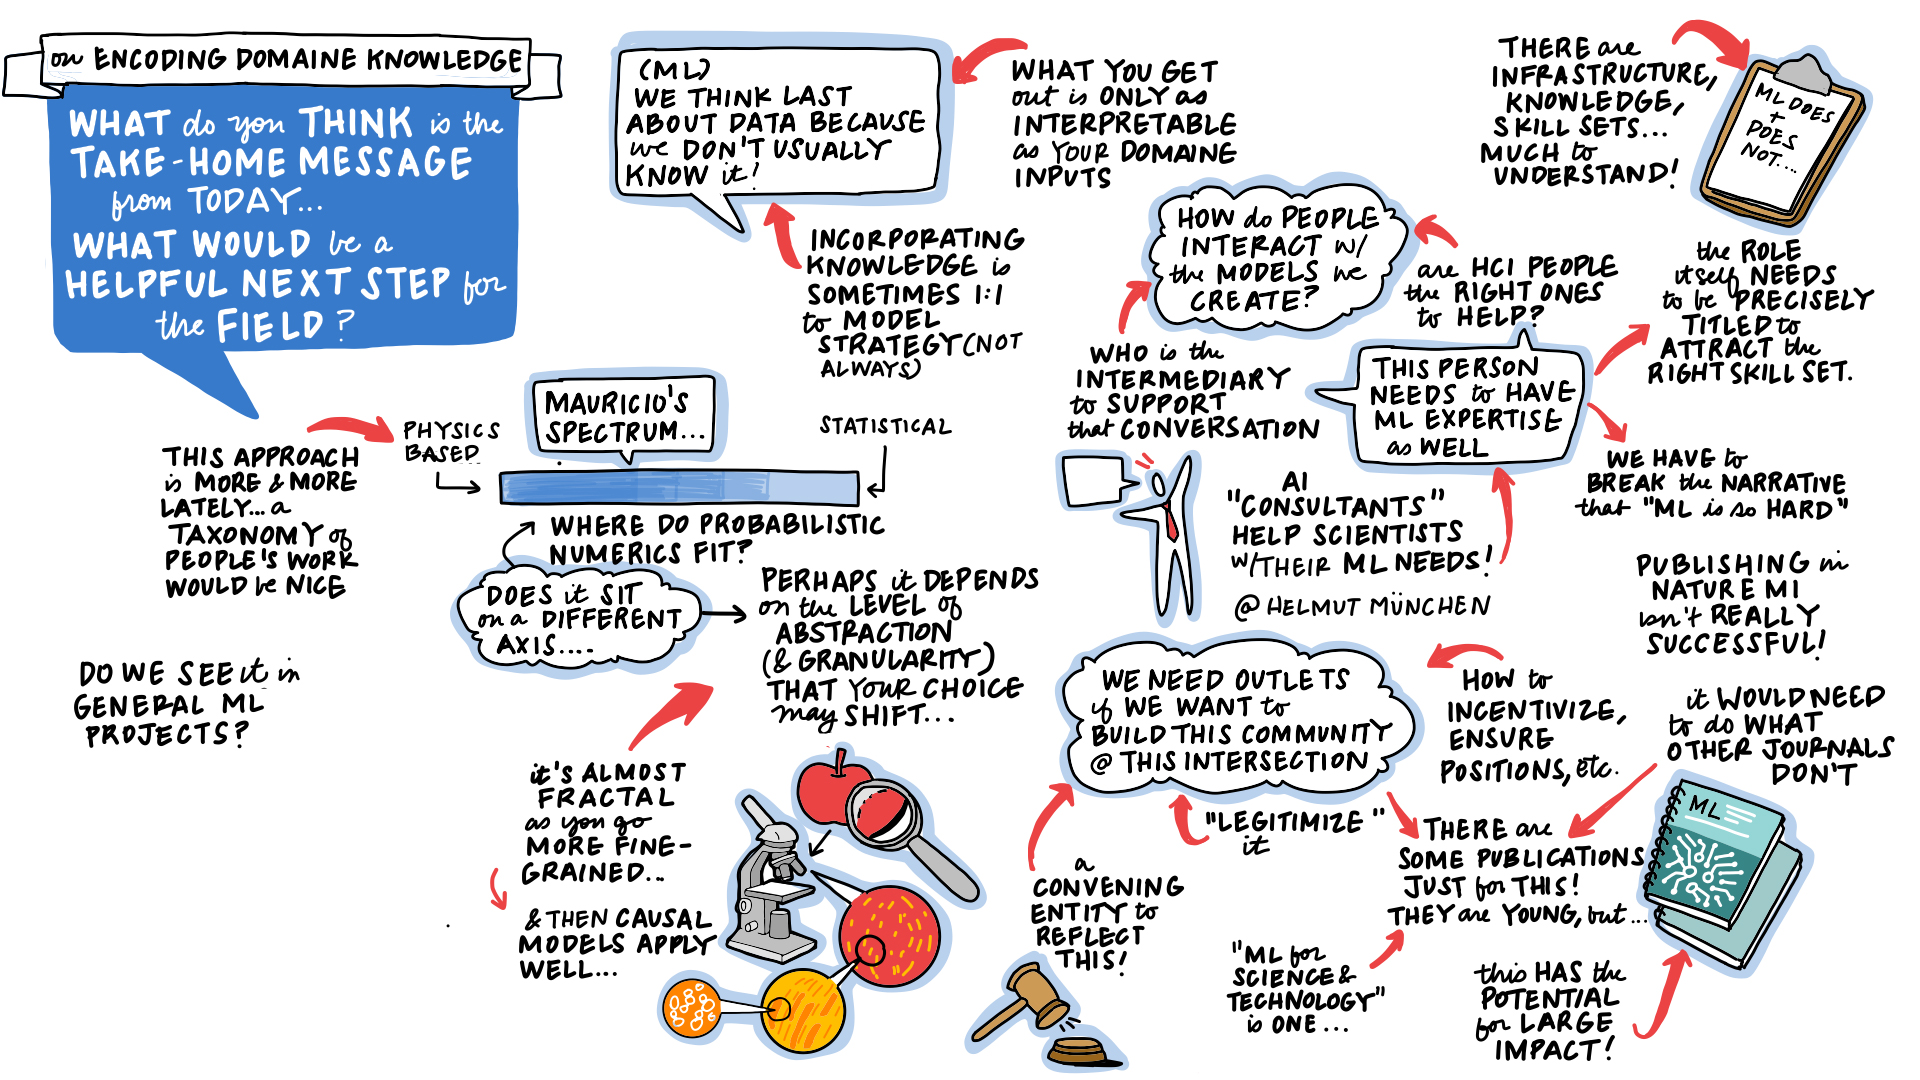 on ENCODING DOMAINE KNOWLEDGE
WHAT do you THINK is the
TAKE-HOME MESSAGE
from TODAY...
WHAT WOULD be a
HELPFUL NEXT STEP for
the FIELD?
THIS APPROACH
is MORE & MORE
LATELY... a
TAXONOMY of
PEOPLE'S WORK
WOULD be NICE
DO WE SEE it in
GENERAL ML
PROJECTS?
(ML)
WE THINK LAST
ABOUT DATA BECAUSE
we DON'T USUALLY
KNOW it!
WHAT YOU GET
out is ONLY as
INTERPRETABLE
as YOUR DOMAINE
INPUTS
INCORPORATING
KNOWLEDGE is
SOMETIMES 1:1
to MODEL
STRATEGY (NOT
ALWAYS)
MAURICIO'S
SPECTRUM...
PHYSICS
BASED
STATISTICAL
WHERE DO PROBABILISTIC
NUMERICS FIT?
DOES it SIT
on a DIFFERENT
AXIS.....
PERHAPS it DEPENDS
on the LEVEL of
ABSTRACTION
(& GRANULARITY)
THAT YOUR CHOICE
may SHIFT...
it's ALMOST
FRACTAL
as you go
MORE FINE-
GRAINED...
& THEN CAUSAL
MODELS APPLY
WELL...
HOW do PEOPLE
INTERACT W/
the MODELS we
CREATE?
WHO is the
INTERMEDIARY
to SUPPORT
that CONVERSATION
are HCI PEOPLE
the RIGHT ONES
to HELP?
THIS PERSON
NEEDS to HAVE
ML EXPERTISE
as WELL
AI
"CONSULTANTS"
HELP SCIENTISTS
W/THEIR ML NEEDS!
@ HELMUT MÜNCHEN
THERE are
INFRASTRUCTURE,
KNOWLEDGE,
SKILL SETS...
MUCH to
UNDERSTAND!
ML DOES
+
DOES
NOT....
the ROLE
itself NEEDS
to be PRECISELY
TITLED to
ATTRACT the
RIGHT SKILL SET.
WE HAVE to
BREAK the NARRATIVE
that "ML is so HARD"
PUBLISHING in
NATURE MI
isn't REALLY
SUCCESSFUL!
WE NEED OUTLETS
if WE WANT to
BUILD THIS COMMUNITY
@ THIS INTERSECTION
HOW to
INCENTIVIZE,
ENSURE
POSITIONS, etc.
it WOULD NEED
to do WHAT
OTHER JOURNALS
DON'T
"LEGITIMIZE"
it
a
CONVENING
ENTITY to
REFLECT
THIS!
THERE are
SOME PUBLICATIONS
JUST for THIS!
THEY are YOUNG, but...
"ML for
SCIENCE &
TECHNOLOGY"
is ONE...
this HAS the
POTENTIAL
for LARGE
IMPACT!
ML